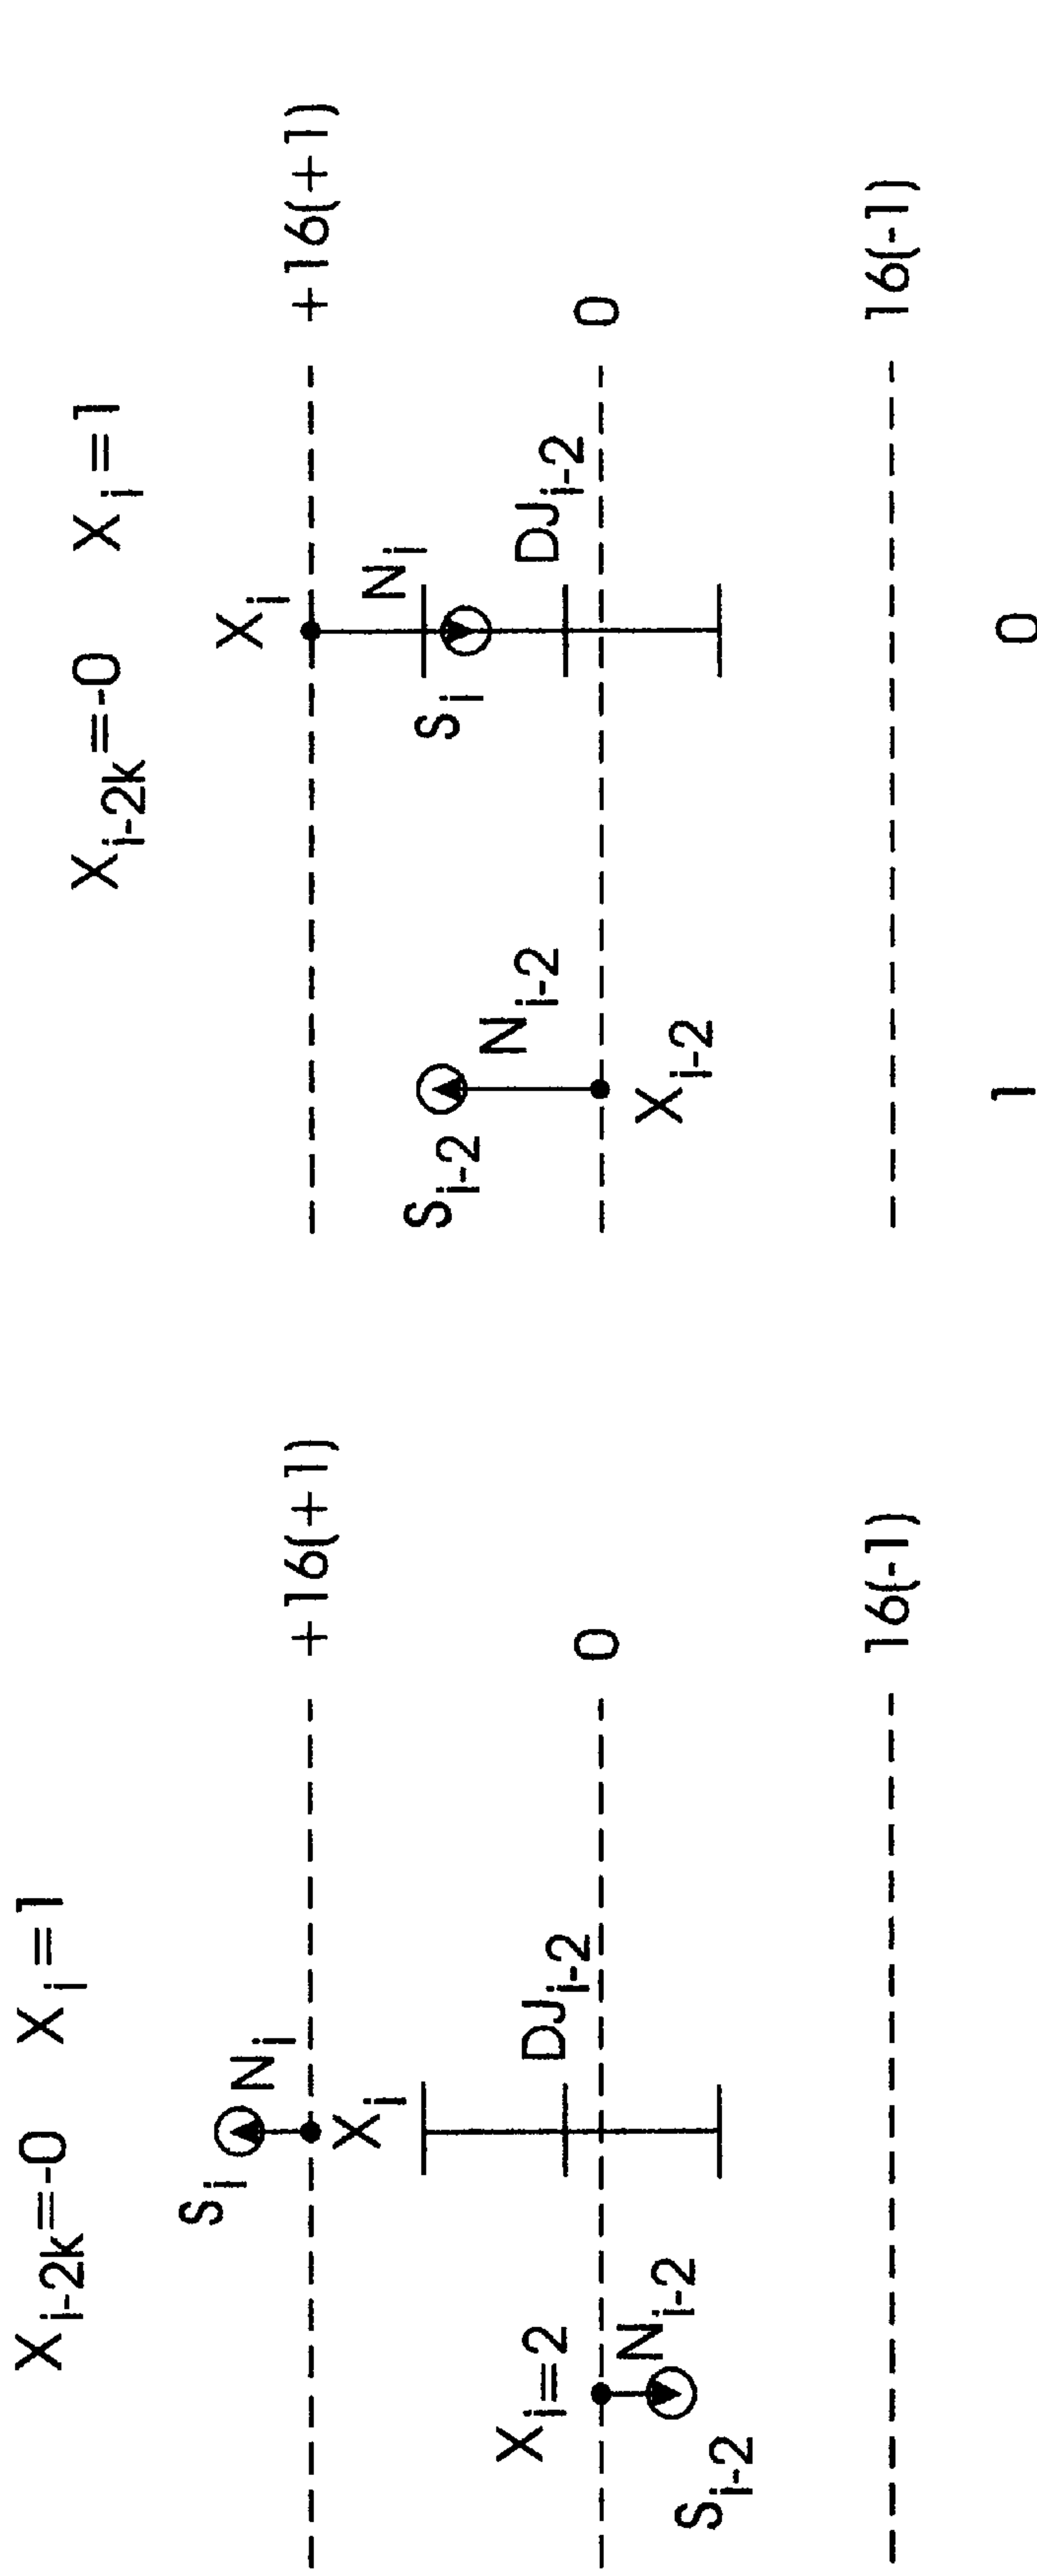 X_{i-2k}=-0 X_i=1
S_i N_i
+16(+1)
X_i
X_{i=2} DJ_{i-2}
0
N_{i-2}
S_{i-2}
16(-1)
X_{i-2k}=-0 X_i=1
X_i
+16(+1)
N_i
S_{i-2} S_i
N_{i-2} DJ_{i-2}
0
X_{i-2}
16(-1)
1 0